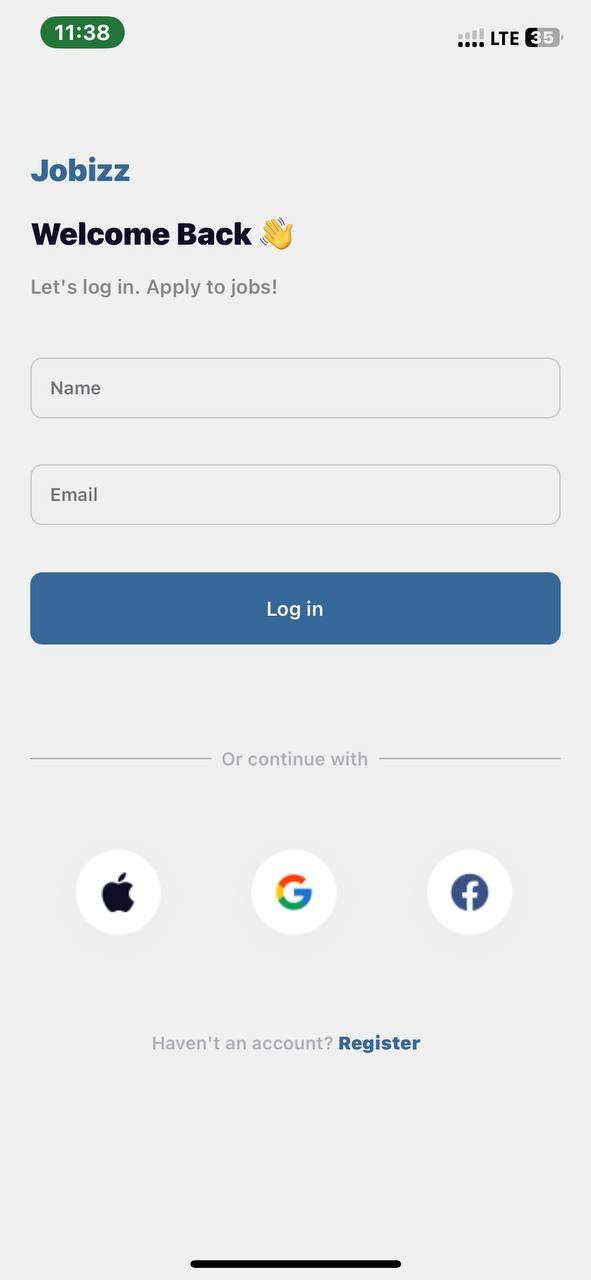 11:38 LTE 35
Jobizz
Welcome Back 👋
Let's log in. Apply to jobs!
Name
Email
Log in
Or continue with
Haven't an account? Register